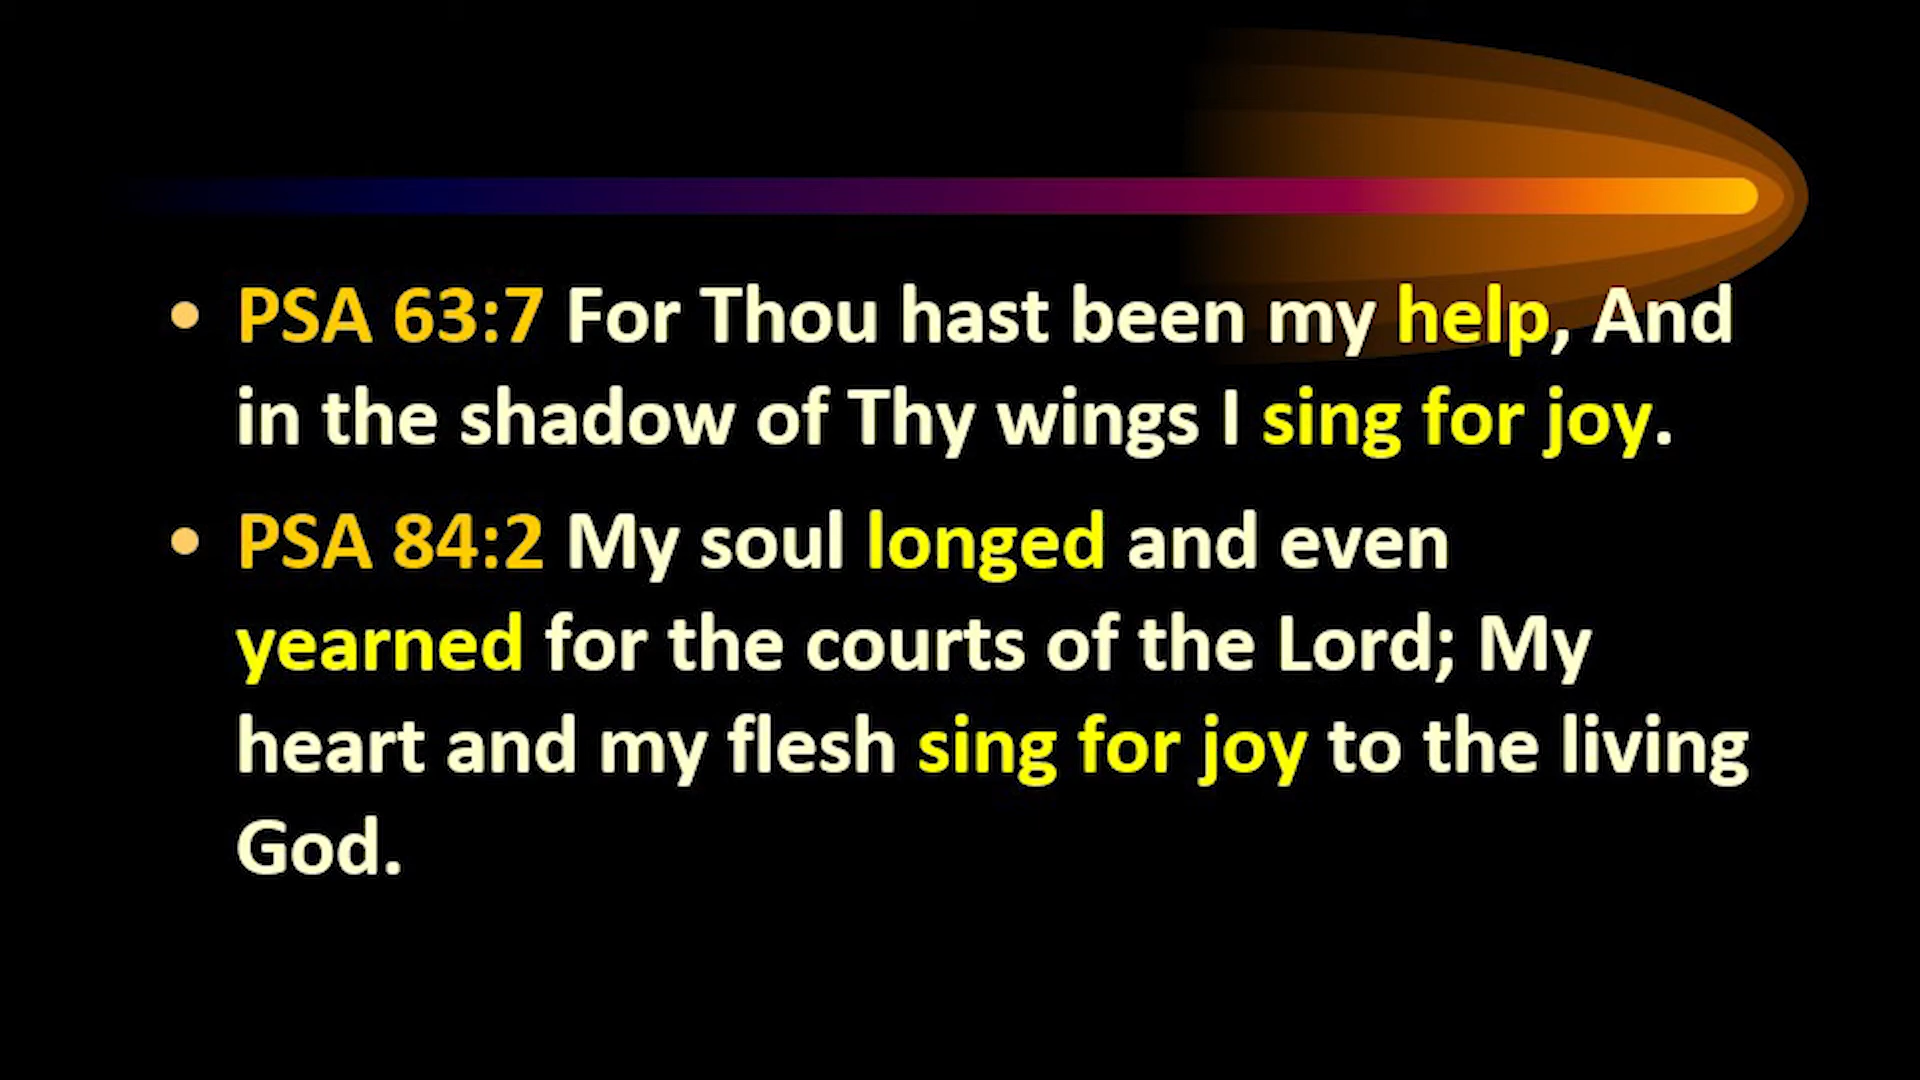 • PSA 63:7 For Thou hast been my help, And
in the shadow of Thy wings I sing for joy.
• PSA 84:2 My soul longed and even
yearned for the courts of the Lord; My
heart and my flesh sing for joy to the living
God.